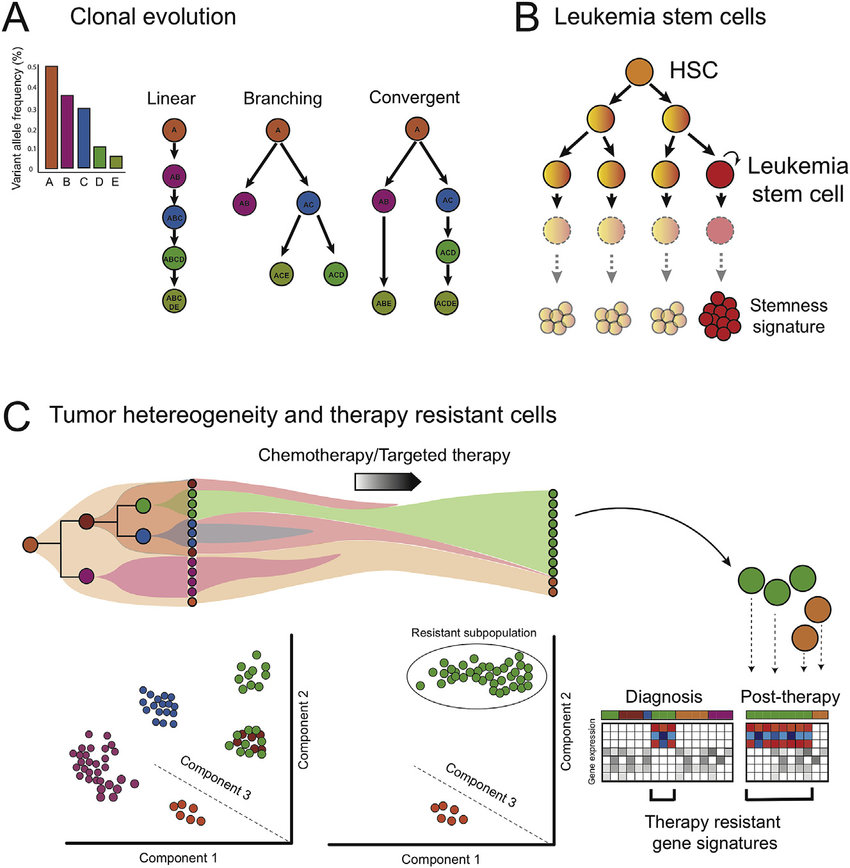 A
Clonal evolution
Variant allele frequency (%)
0.5
0.4
0.3
0.2
0.1
0
A B C D E
Linear
A
AB
ABC
ABCD
ABC
DE
Branching
A
AB
AC
ACE
ACD
Convergent
A
AB
AC
ACD
ABE
ACDE
B
Leukemia stem cells
HSC
Leukemia
stem cell
Stemness
signature
C
Tumor hetereogeneity and therapy resistant cells
Chemotherapy/Targeted therapy
Component 1
Component 2
Component 3
Resistant subpopulation
Component 1
Component 2
Component 3
Diagnosis
Post-therapy
Gene expression
Therapy resistant
gene signatures